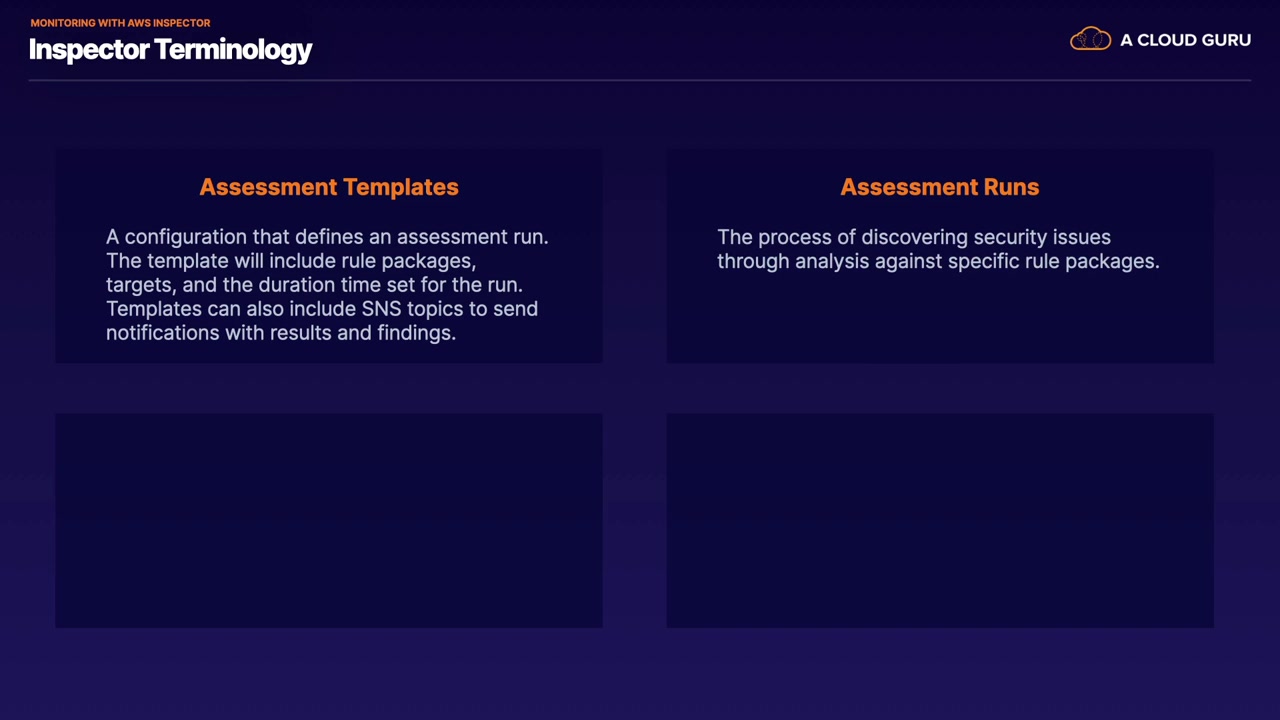 MONITORING WITH AWS INSPECTOR
Inspector Terminology
A CLOUD GURU
Assessment Templates
A configuration that defines an assessment run.
The template will include rule packages,
targets, and the duration time set for the run.
Templates can also include SNS topics to send
notifications with results and findings.
Assessment Runs
The process of discovering security issues
through analysis against specific rule packages.